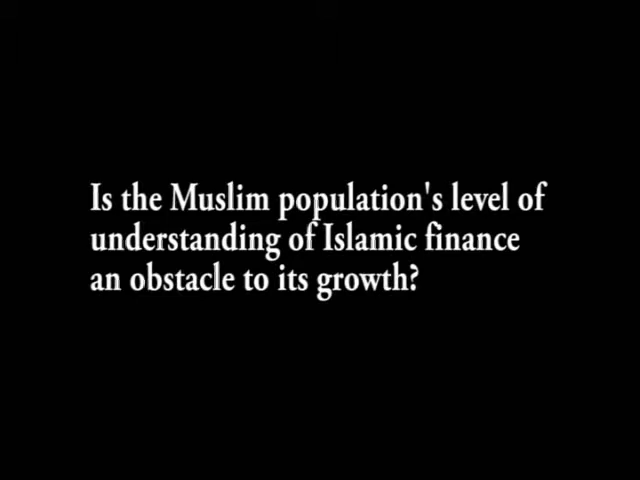 Is the Muslim population's level of
understanding of Islamic finance
an obstacle to its growth?